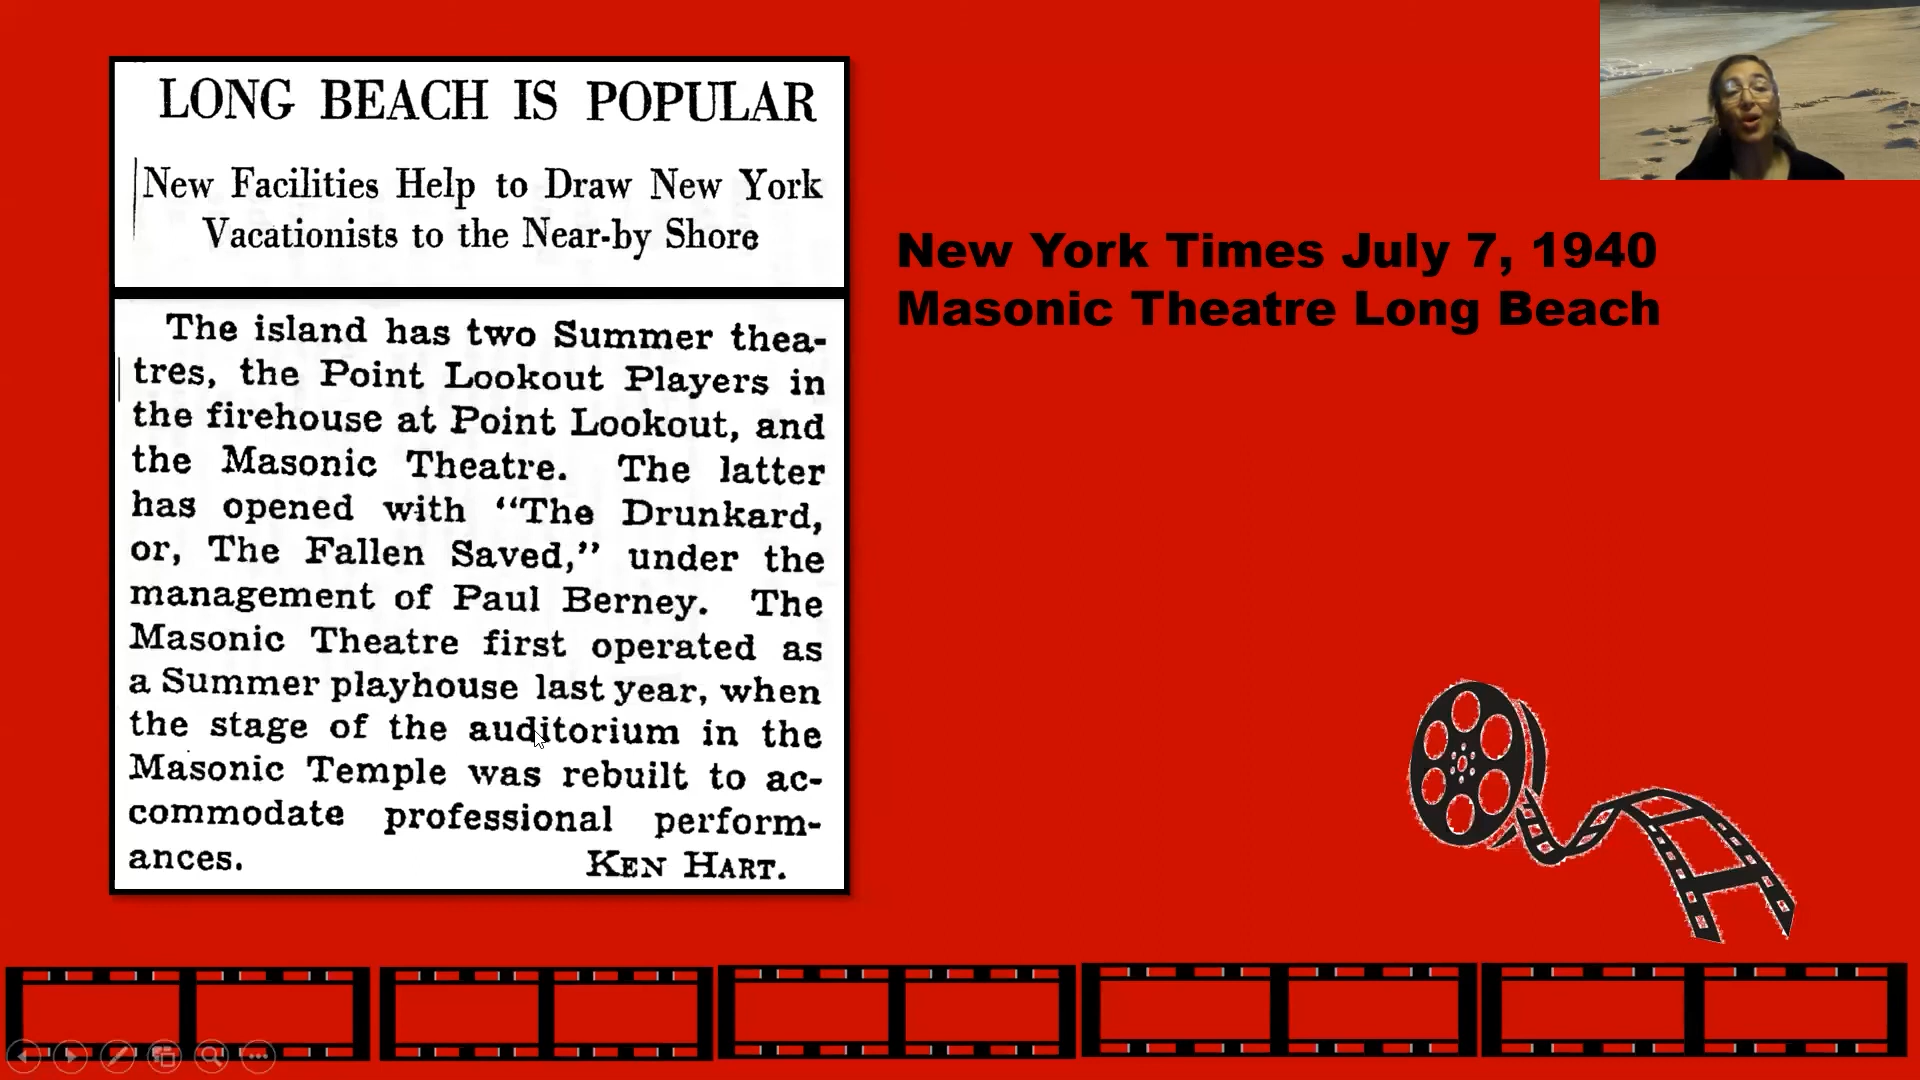 LONG BEACH IS POPULAR
New Facilities Help to Draw New York
Vacationists to the Near-by Shore
The island has two Summer thea-
tres, the Point Lookout Players in
the firehouse at Point Lookout, and
the Masonic Theatre. The latter
has opened with “The Drunkard,
or, The Fallen Saved,” under the
management of Paul Berney. The
Masonic Theatre first operated as
a Summer playhouse last year, when
the stage of the auditorium in the
Masonic Temple was rebuilt to ac-
commodate professional perform-
ances. KEN HART.
New York Times July 7, 1940
Masonic Theatre Long Beach